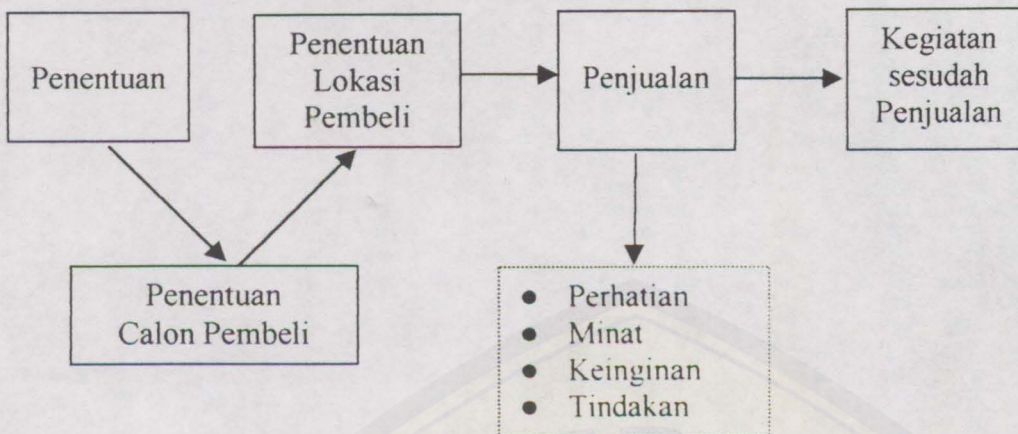 Penentuan
Penentuan
Calon Pembeli
Penentuan
Lokasi
Pembeli
Penjualan
Kegiatan
sesudah
Penjualan
● Perhatian
● Minat
● Keinginan
● Tindakan